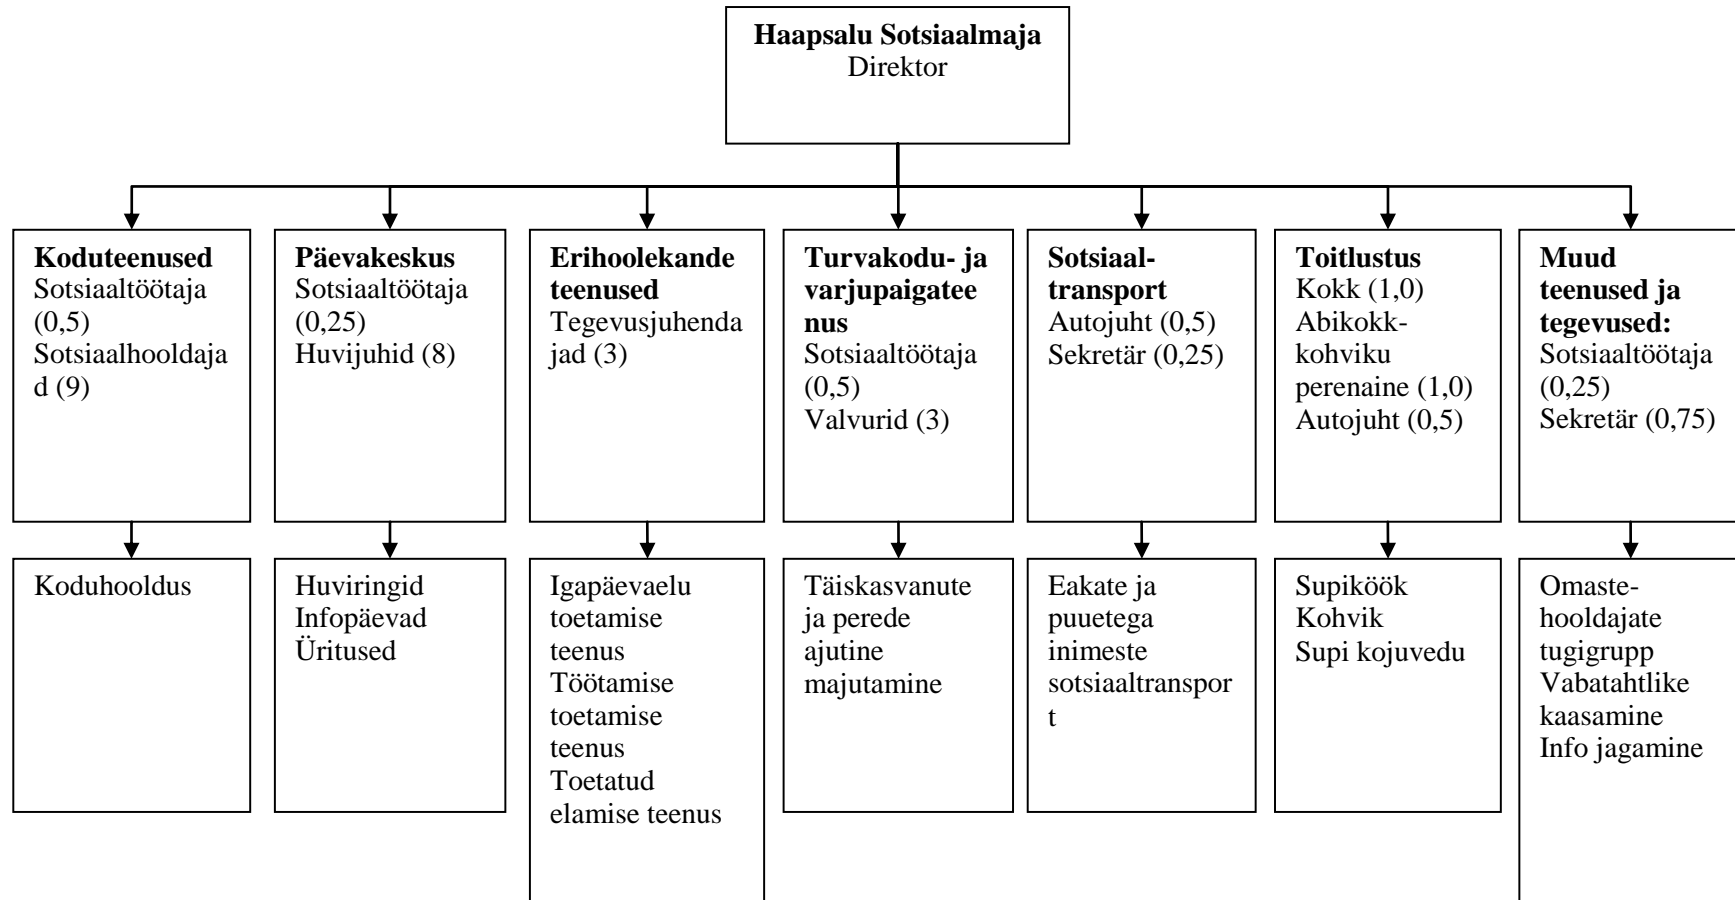 Haapsalu Sotsiaalmaja
Direktor
Koduteenused
Sotsiaaltöötaja
(0,5)
Sotsiaalhooldaja
d (9)
Päevakeskus
Sotsiaaltöötaja
(0,25)
Huvijuhid (8)
Erihoolekande
teenused
Tegevusjuhenda
jad (3)
Turvakodu- ja
varjupaigatee
nus
Sotsiaaltöötaja
(0,5)
Valvurid (3)
Sotsiaal-
transport
Autojuht (0,5)
Sekretär (0,25)
Toitlustus
Kokk (1,0)
Abikokk-
kohviku
perenaine (1,0)
Autojuht (0,5)
Muud
teenused ja
tegevused:
Sotsiaaltöötaja
(0,25)
Sekretär (0,75)
Koduhooldus
Huviringid
Infopäevad
Üritused
Igapäevaelu
toetamise
teenus
Töötamise
toetamise
teenus
Toetatud
elamise teenus
Täiskasvanute
ja perede
ajutine
majutamine
Eakate ja
puuetega
inimeste
sotsiaaltranspor
t
Supiköök
Kohvik
Supi kojuvedu
Omaste-
hooldajate
tugigrupp
Vabatahtlike
kaasamine
Info jagamine